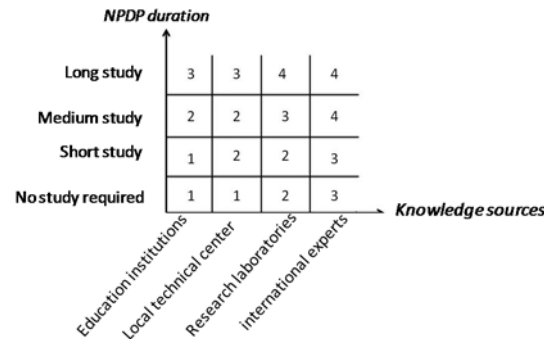 NPDP duration
Long study 3 3 4 4
Medium study 2 2 3 4
Short study 1 2 2 3
No study required 1 1 2 3
Knowledge sources
Education institutions
Local technical center
Research laboratories
international experts